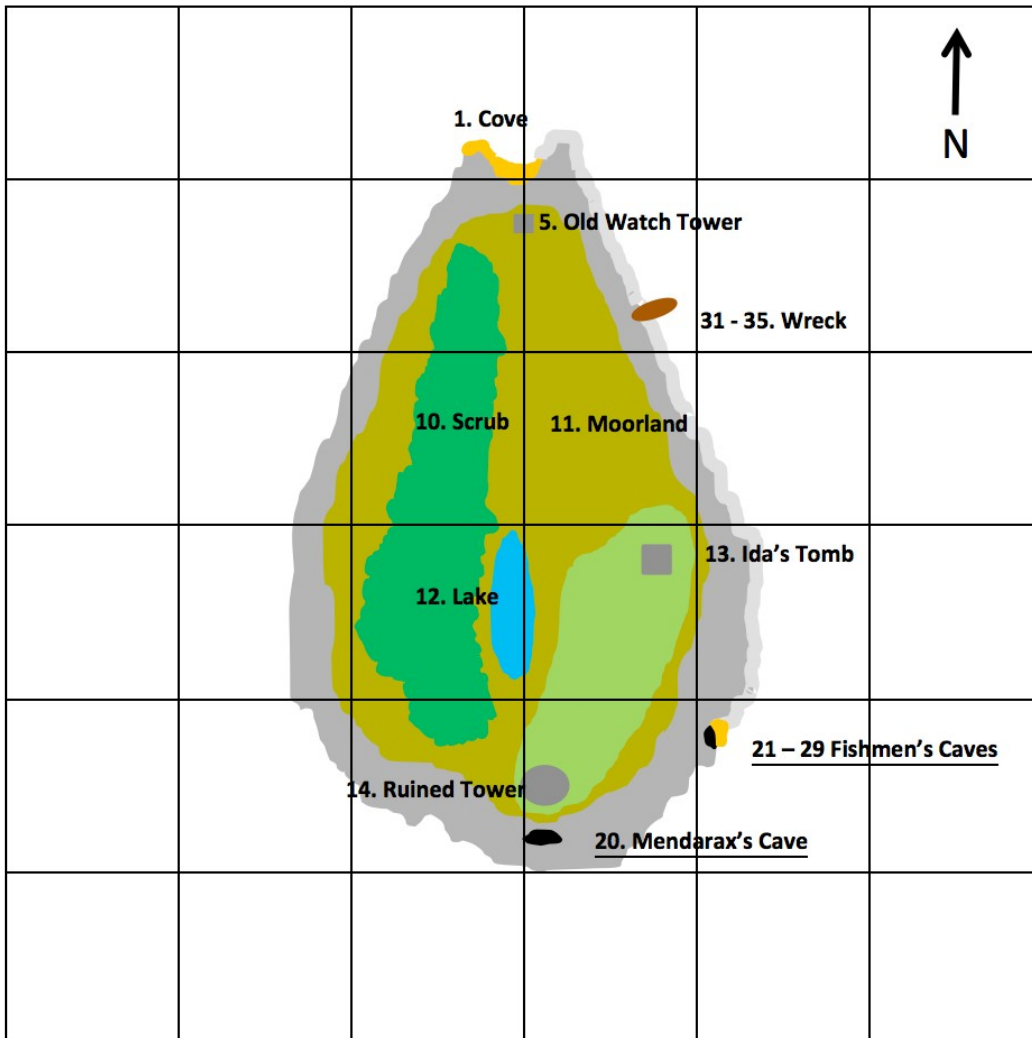 N
1. Cove
5. Old Watch Tower
31 - 35. Wreck
10. Scrub
11. Moorland
13. Ida’s Tomb
12. Lake
21 – 29 Fishmen’s Caves
14. Ruined Tower
20. Mendarax’s Cave